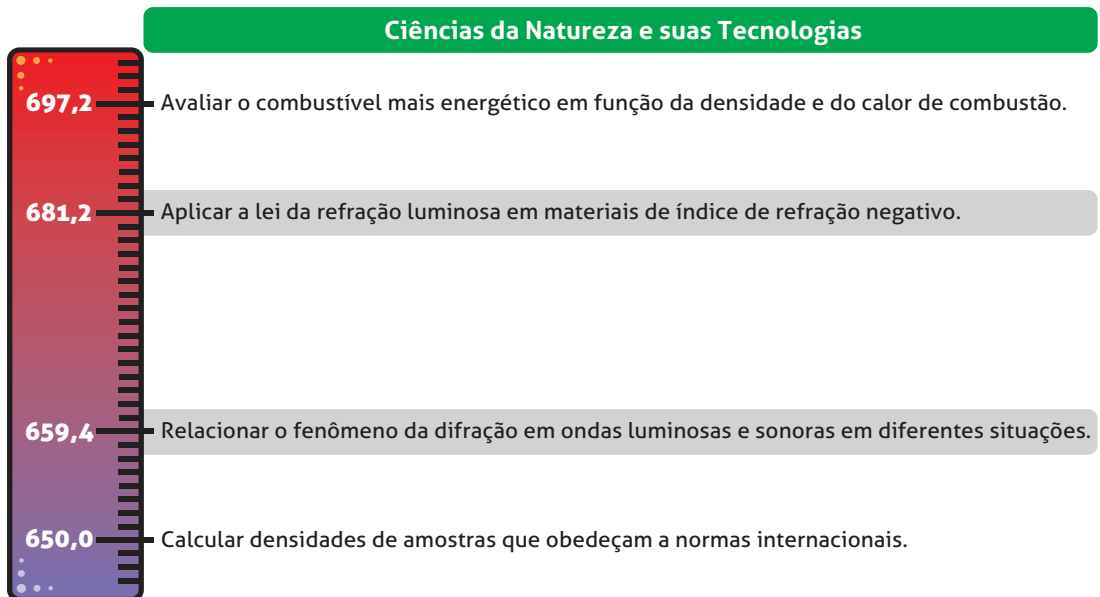 Ciências da Natureza e suas Tecnologias
697,2 Avaliar o combustível mais energético em função da densidade e do calor de combustão.
681,2 Aplicar a lei da refração luminosa em materiais de índice de refração negativo.
659,4 Relacionar o fenômeno da difração em ondas luminosas e sonoras em diferentes situações.
650,0 Calcular densidades de amostras que obedeçam a normas internacionais.